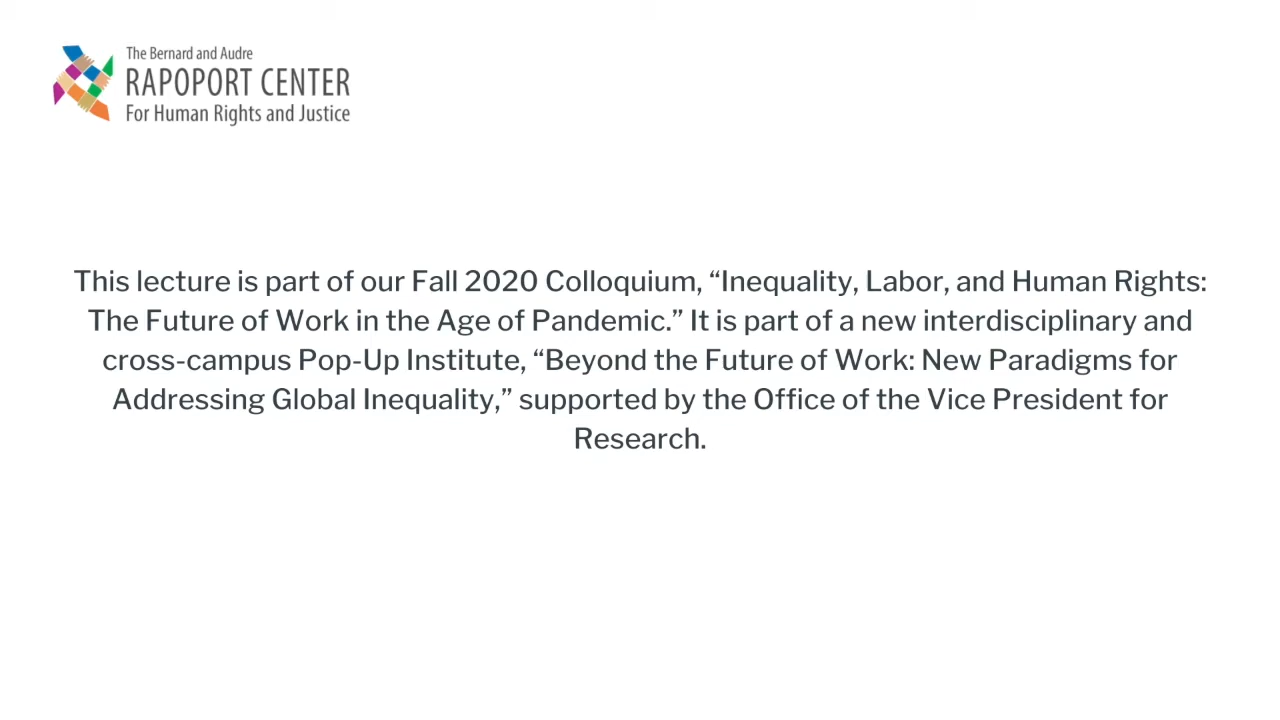 The Bernard and Audre
RAPOPORT CENTER
For Human Rights and Justice
This lecture is part of our Fall 2020 Colloquium, “Inequality, Labor, and Human Rights:
The Future of Work in the Age of Pandemic.” It is part of a new interdisciplinary and
cross-campus Pop-Up Institute, “Beyond the Future of Work: New Paradigms for
Addressing Global Inequality,” supported by the Office of the Vice President for
Research.